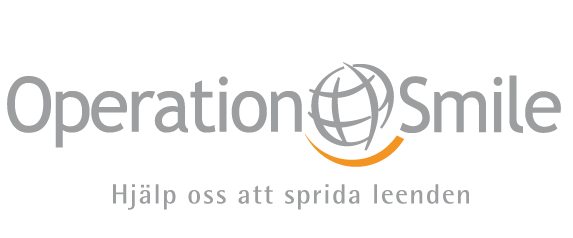 Operation Smile
Hjälp oss att sprida leenden